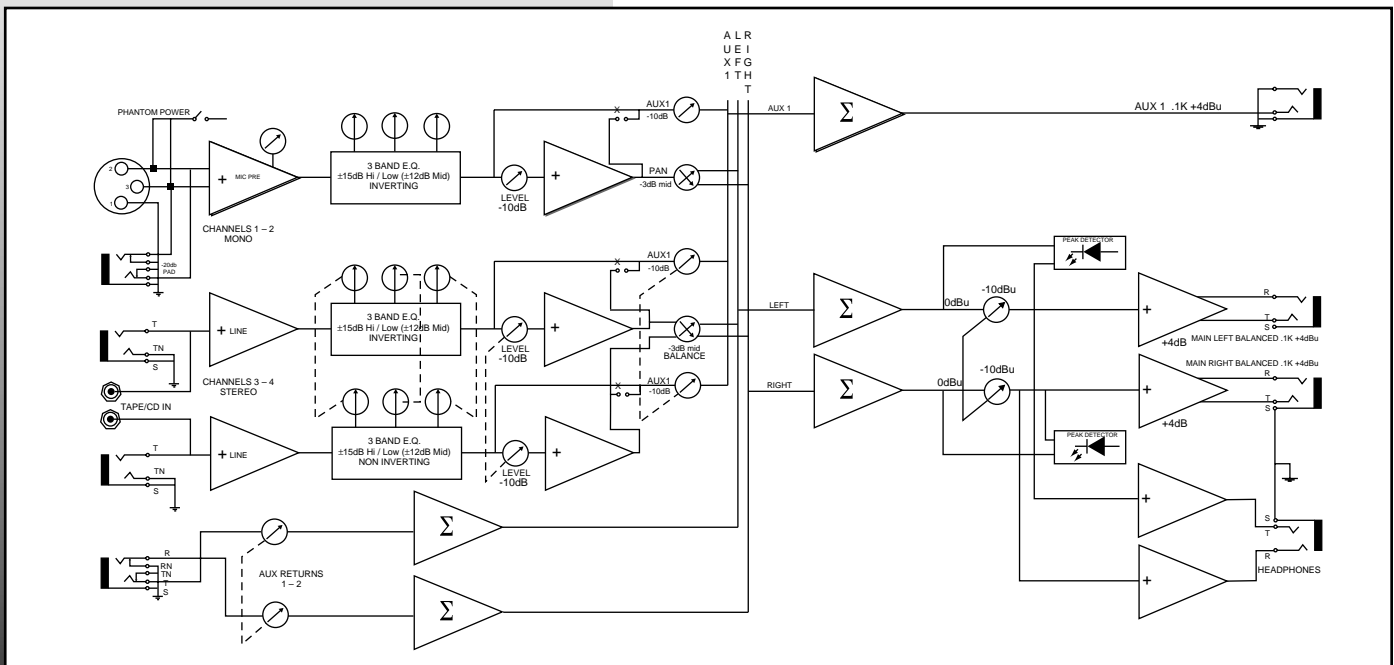 A L R
U E I
X F G
1 T H
T
PHANTOM POWER
2
3
1
+ MIC PRE
CHANNELS 1 – 2
MONO
3 BAND E.Q.
±15dB Hi / Low (±12dB Mid)
INVERTING
LEVEL
-10dB
+
X
AUX1
-10dB
PAN
-3dB mid
AUX 1
Σ
AUX 1 .1K +4dBu
-20db
PAD
T
TN
S
+ LINE
CHANNELS 3 – 4
STEREO
TAPE/CD IN
3 BAND E.Q.
±15dB Hi / Low (±12dB Mid)
INVERTING
LEVEL
-10dB
+
X
AUX1
-10dB
-3dB mid
BALANCE
X
AUX1
-10dB
T
TN
S
+ LINE
3 BAND E.Q.
±15dB Hi / Low (±12dB Mid)
NON INVERTING
LEVEL
-10dB
+
LEFT
Σ
0dBu
-10dBu
PEAK DETECTOR
+
+4dB
R
T
S
MAIN LEFT BALANCED .1K +4dBu
RIGHT
Σ
0dBu
-10dBu
PEAK DETECTOR
+
+4dB
MAIN RIGHT BALANCED .1K +4dBu
R
T
S
R
RN
TN
T
S
AUX RETURNS
1 – 2
Σ
Σ
+
+
S
T
R
HEADPHONES